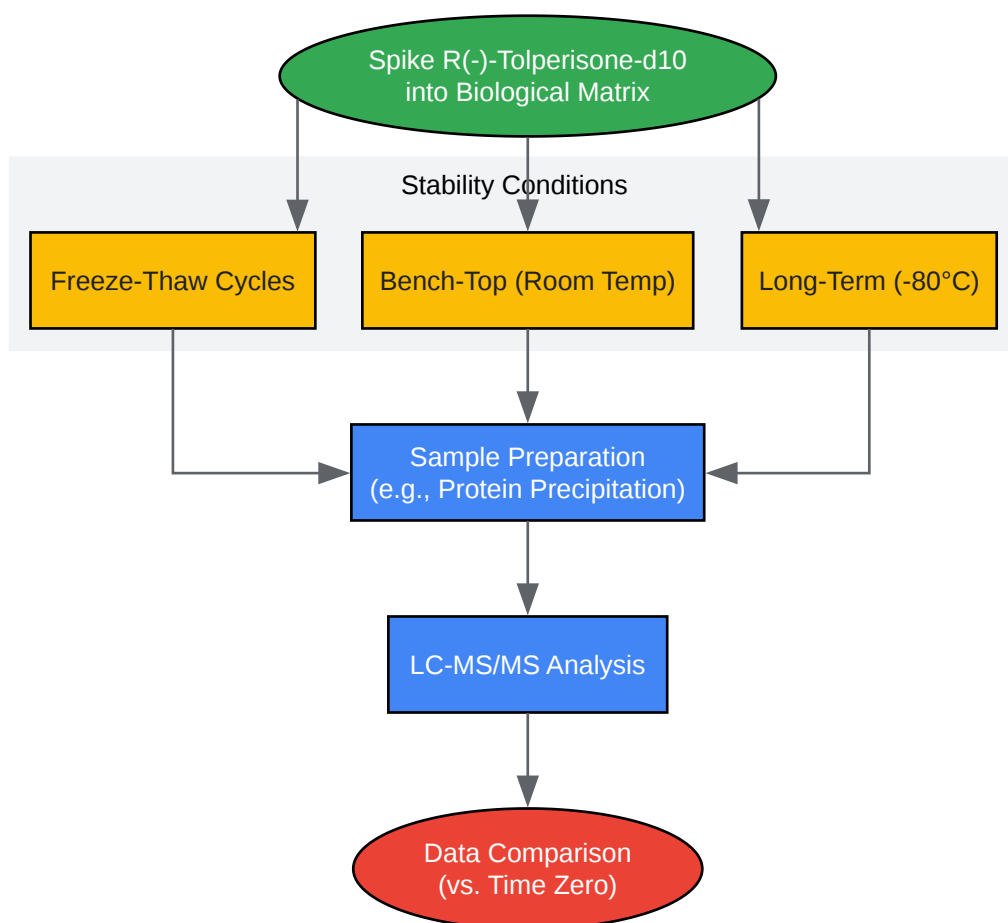 Spike R(-)-Tolperisone-d10
into Biological Matrix
Stability Conditions
Freeze-Thaw Cycles
Bench-Top (Room Temp)
Long-Term (-80°C)
Sample Preparation
(e.g., Protein Precipitation)
LC-MS/MS Analysis
Data Comparison
(vs. Time Zero)